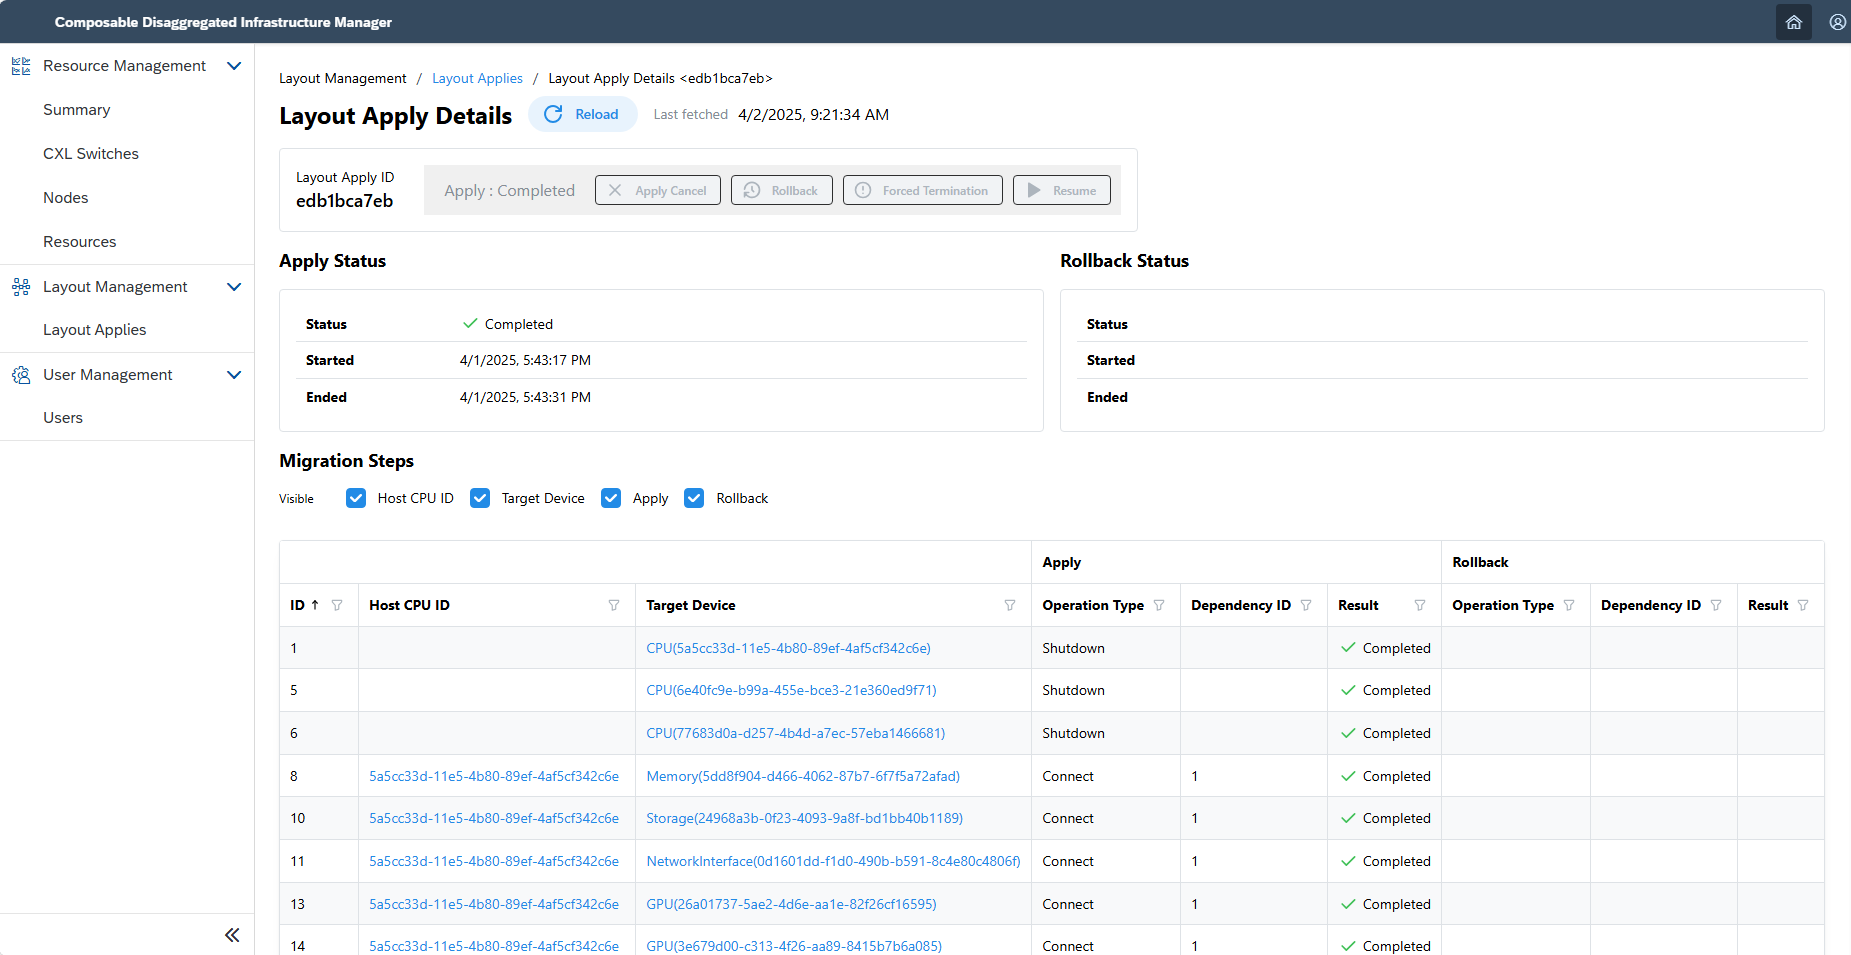 Composable Disaggregated Infrastructure Manager
Resource Management
Summary
CXL Switches
Nodes
Resources
Layout Management
Layout Applies
User Management
Users
Layout Management / Layout Applies / Layout Apply Details <edb1bca7eb>
Layout Apply Details Reload Last fetched 4/2/2025, 9:21:34 AM
Layout Apply ID
edb1bca7eb
Apply : Completed Apply Cancel Rollback Forced Termination Resume
Apply Status
Status Completed
Started 4/1/2025, 5:43:17 PM
Ended 4/1/2025, 5:43:31 PM
Rollback Status
Status
Started
Ended
Migration Steps
Visible Host CPU ID Target Device Apply Rollback
Apply Rollback
ID Host CPU ID Target Device Operation Type Dependency ID Result Operation Type Dependency ID Result
1 CPU(5a5cc33d-11e5-4b80-89ef-4af5cf342c6e) Shutdown Completed
5 CPU(6e40fc9e-b99a-455e-bce3-21e360ed9f71) Shutdown Completed
6 CPU(77683d0a-d257-4b4d-a7ec-57eba1466681) Shutdown Completed
8 5a5cc33d-11e5-4b80-89ef-4af5cf342c6e Memory(5dd8f904-d466-4062-87b7-6f7f5a72afad) Connect 1 Completed
10 5a5cc33d-11e5-4b80-89ef-4af5cf342c6e Storage(24968a3b-0f23-4093-9a8f-bd1bb40b1189) Connect 1 Completed
11 5a5cc33d-11e5-4b80-89ef-4af5cf342c6e NetworkInterface(0d1601dd-f1d0-490b-b591-8c4e80c4806f) Connect 1 Completed
13 5a5cc33d-11e5-4b80-89ef-4af5cf342c6e GPU(26a01737-5ae2-4d6e-aa1e-82f26cf16595) Connect 1 Completed
14 5a5cc33d-11e5-4b80-89ef-4af5cf342c6e GPU(3e679d00-c313-4f26-aa89-8415b7b6a085) Connect 1 Completed